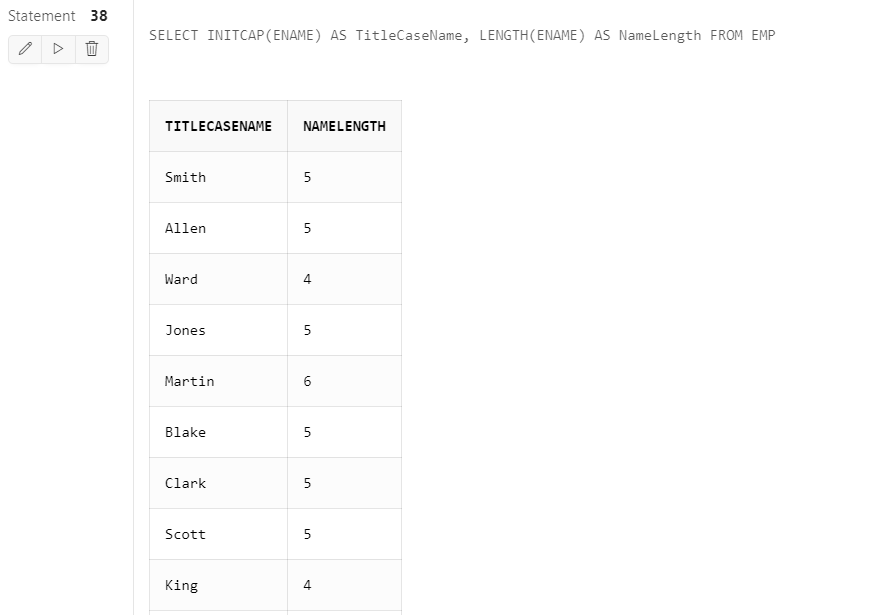 Statement 38
SELECT INITCAP(ENAME) AS TitleCaseName, LENGTH(ENAME) AS NameLength FROM EMP
TITLECASENAME NAMELENGTH
Smith 5
Allen 5
Ward 4
Jones 5
Martin 6
Blake 5
Clark 5
Scott 5
King 4